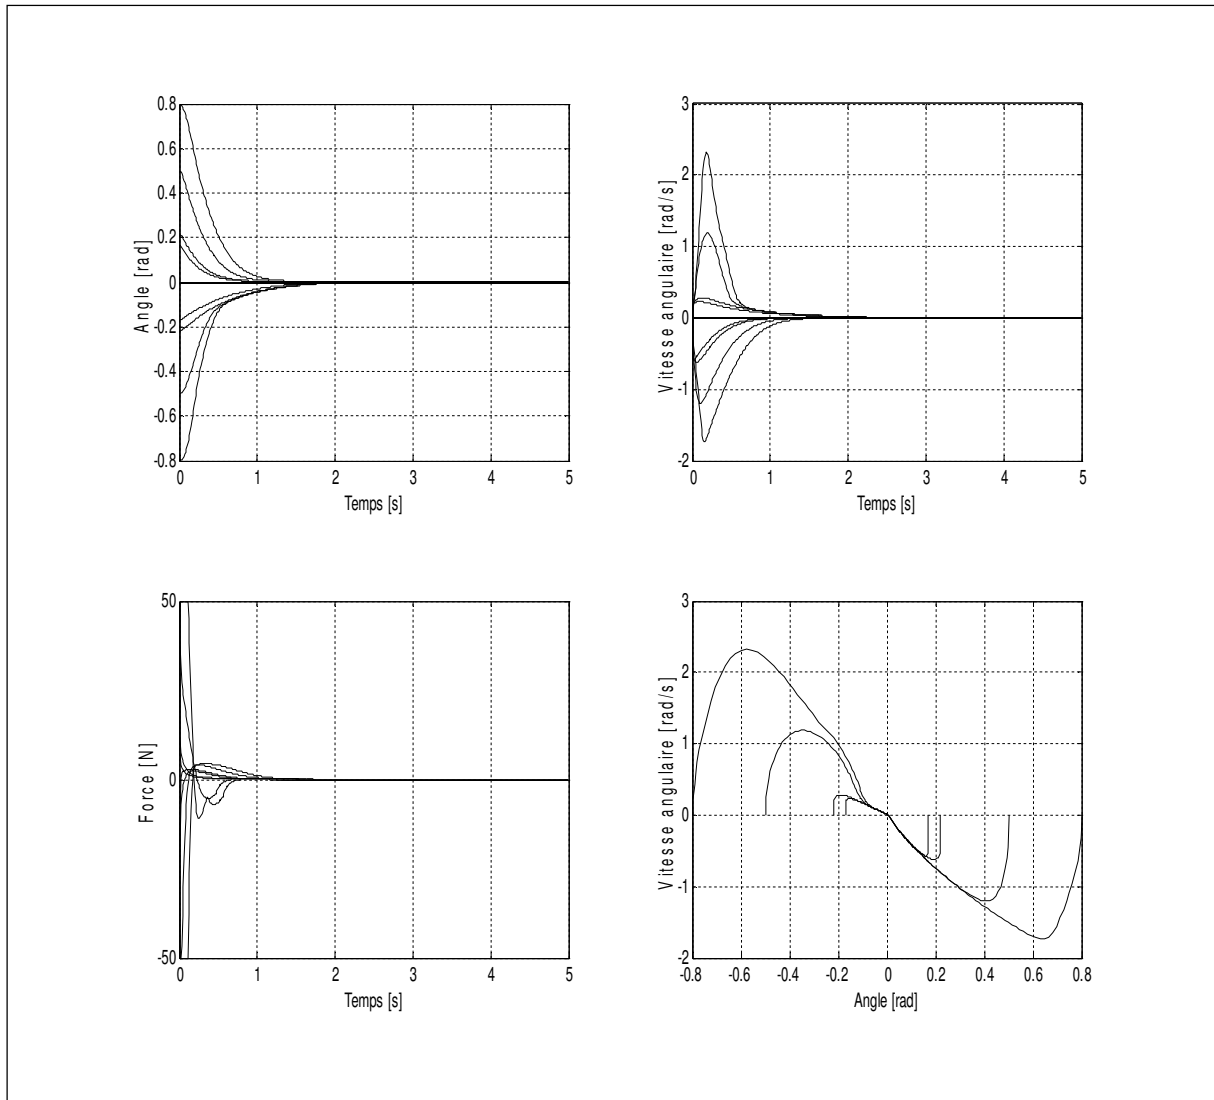 0.8
0.6
0.4
0.2
0
-0.2
-0.4
-0.6
-0.8
Angle [rad]
0 1 2 3 4 5
Temps [s]
3
2
1
0
-1
-2
Vitesse angulaire [rad/s]
0 1 2 3 4 5
Temps [s]
50
0
-50
Force [N]
0 1 2 3 4 5
Temps [s]
3
2
1
0
-1
-2
Vitesse angulaire [rad/s]
-0.8 -0.6 -0.4 -0.2 0 0.2 0.4 0.6 0.8
Angle [rad]